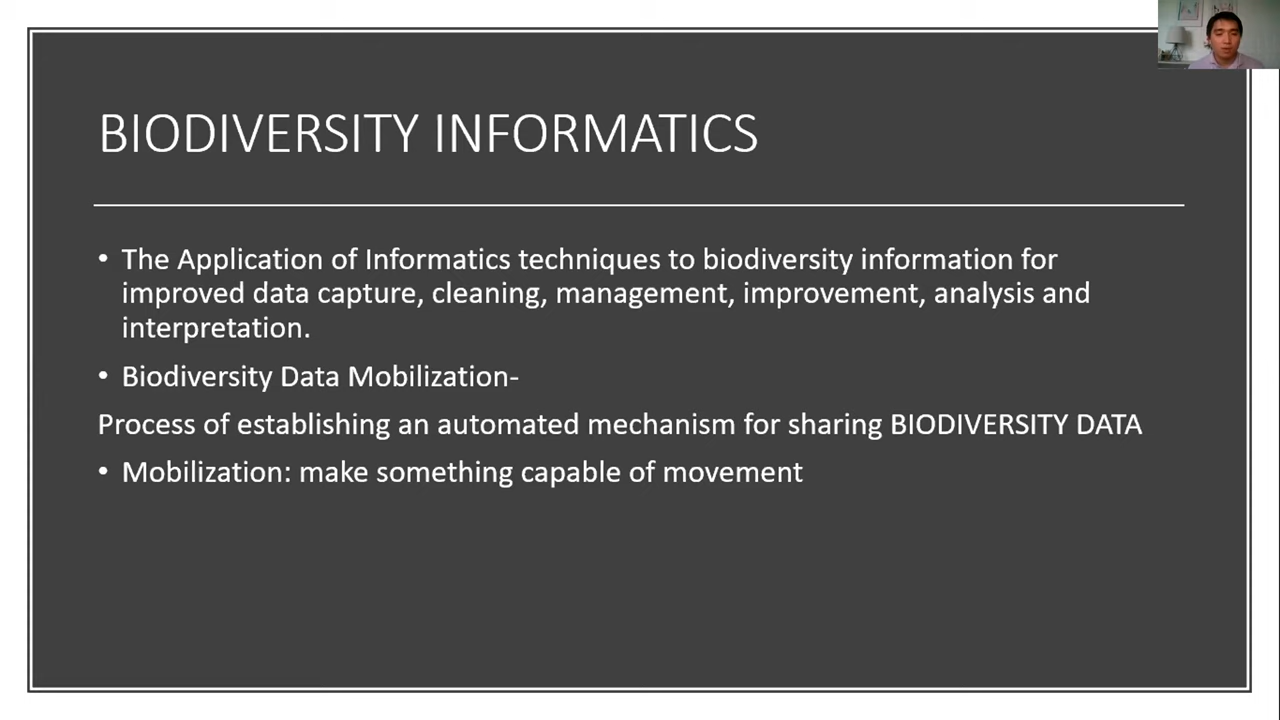 BIODIVERSITY INFORMATICS
• The Application of Informatics techniques to biodiversity information for
improved data capture, cleaning, management, improvement, analysis and
interpretation.
• Biodiversity Data Mobilization-
Process of establishing an automated mechanism for sharing BIODIVERSITY DATA
• Mobilization: make something capable of movement